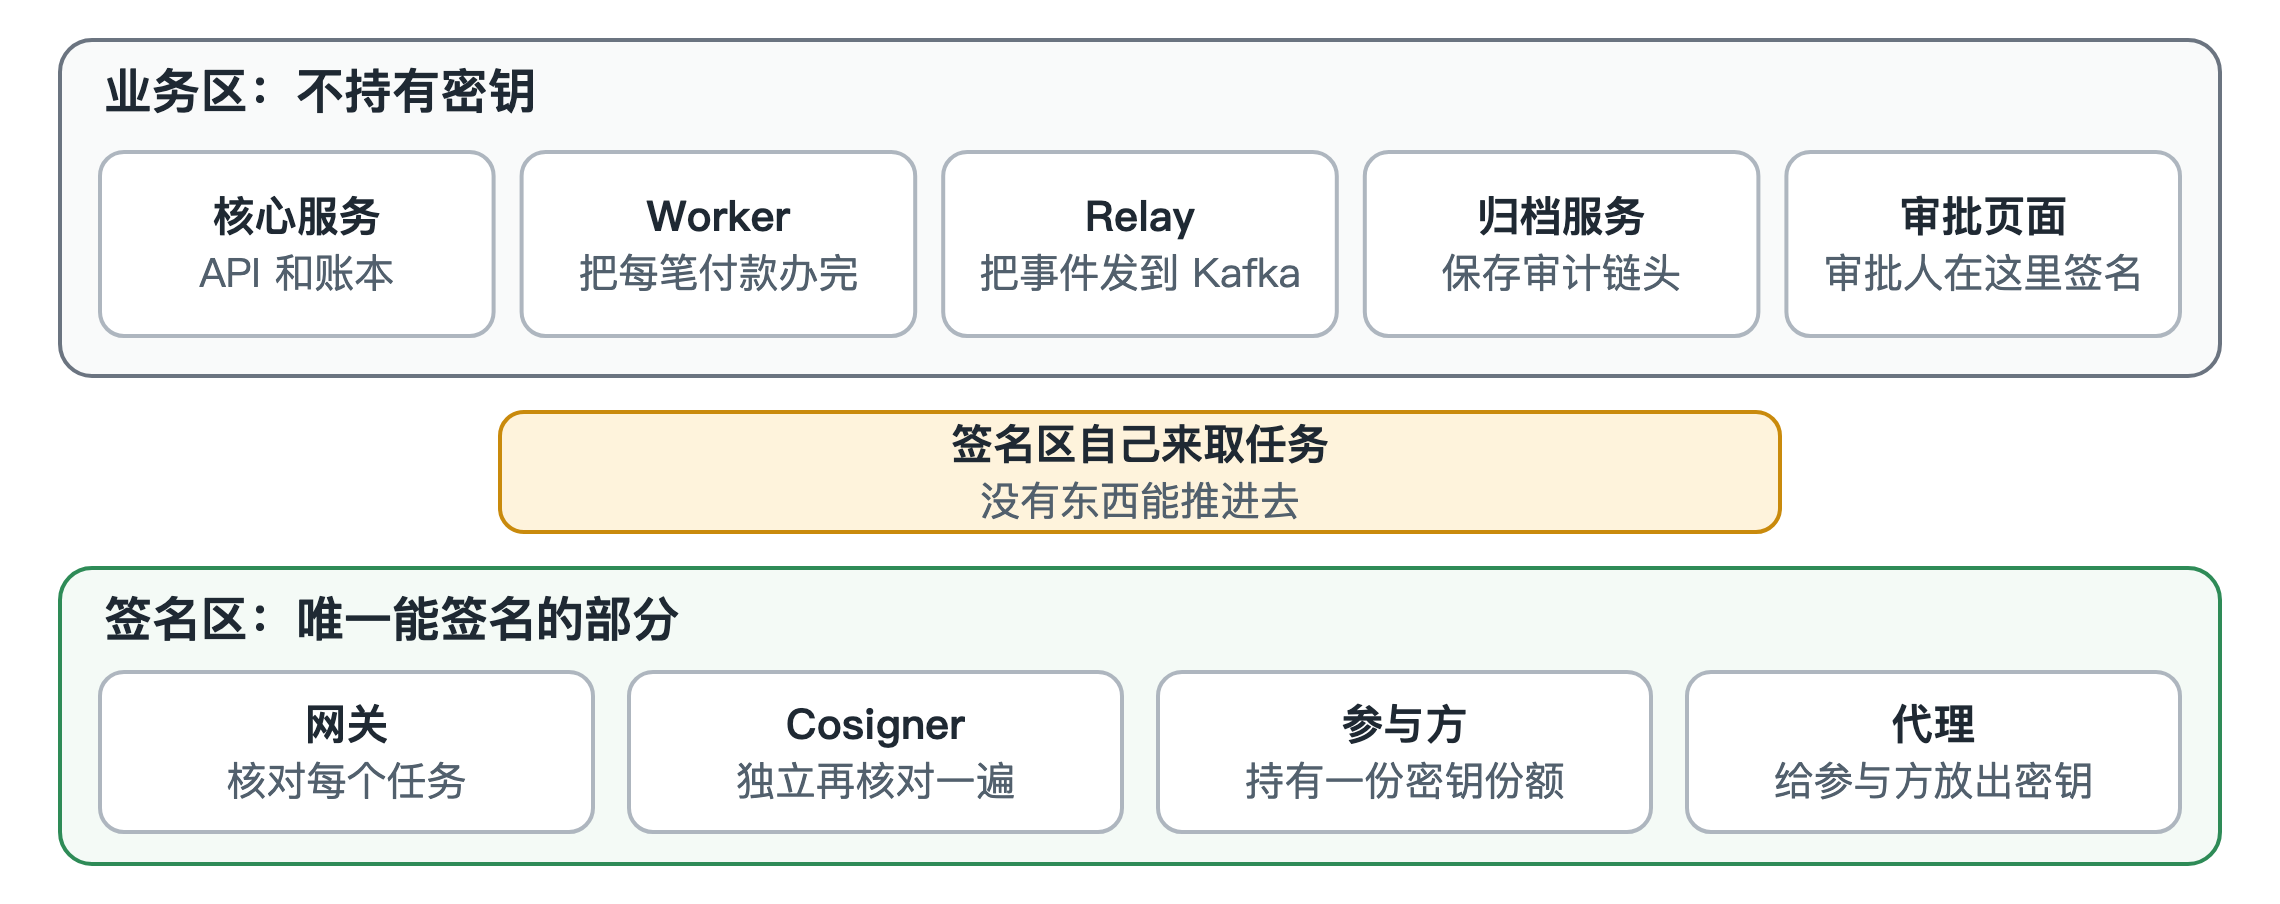 业务区：不持有密钥
核心服务
API 和账本
Worker
把每笔付款办完
Relay
把事件发到 Kafka
归档服务
保存审计链头
审批页面
审批人在这里签名
签名区自己来取任务
没有东西能推进去
签名区：唯一能签名的部分
网关
核对每个任务
Cosigner
独立再核对一遍
参与方
持有一份密钥份额
代理
给参与方放出密钥